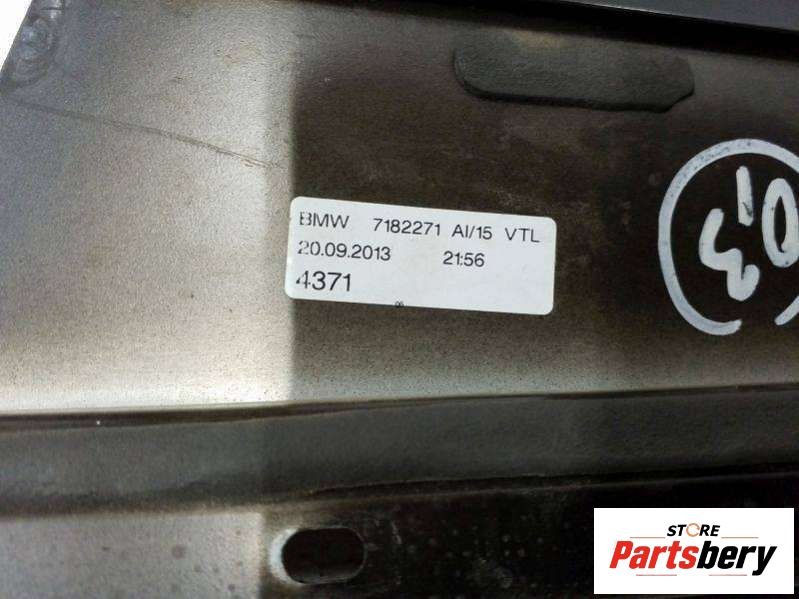 BMW 7182271 AI/15 VTL
20.09.2013 21:56
4371
STORE
Partsbery